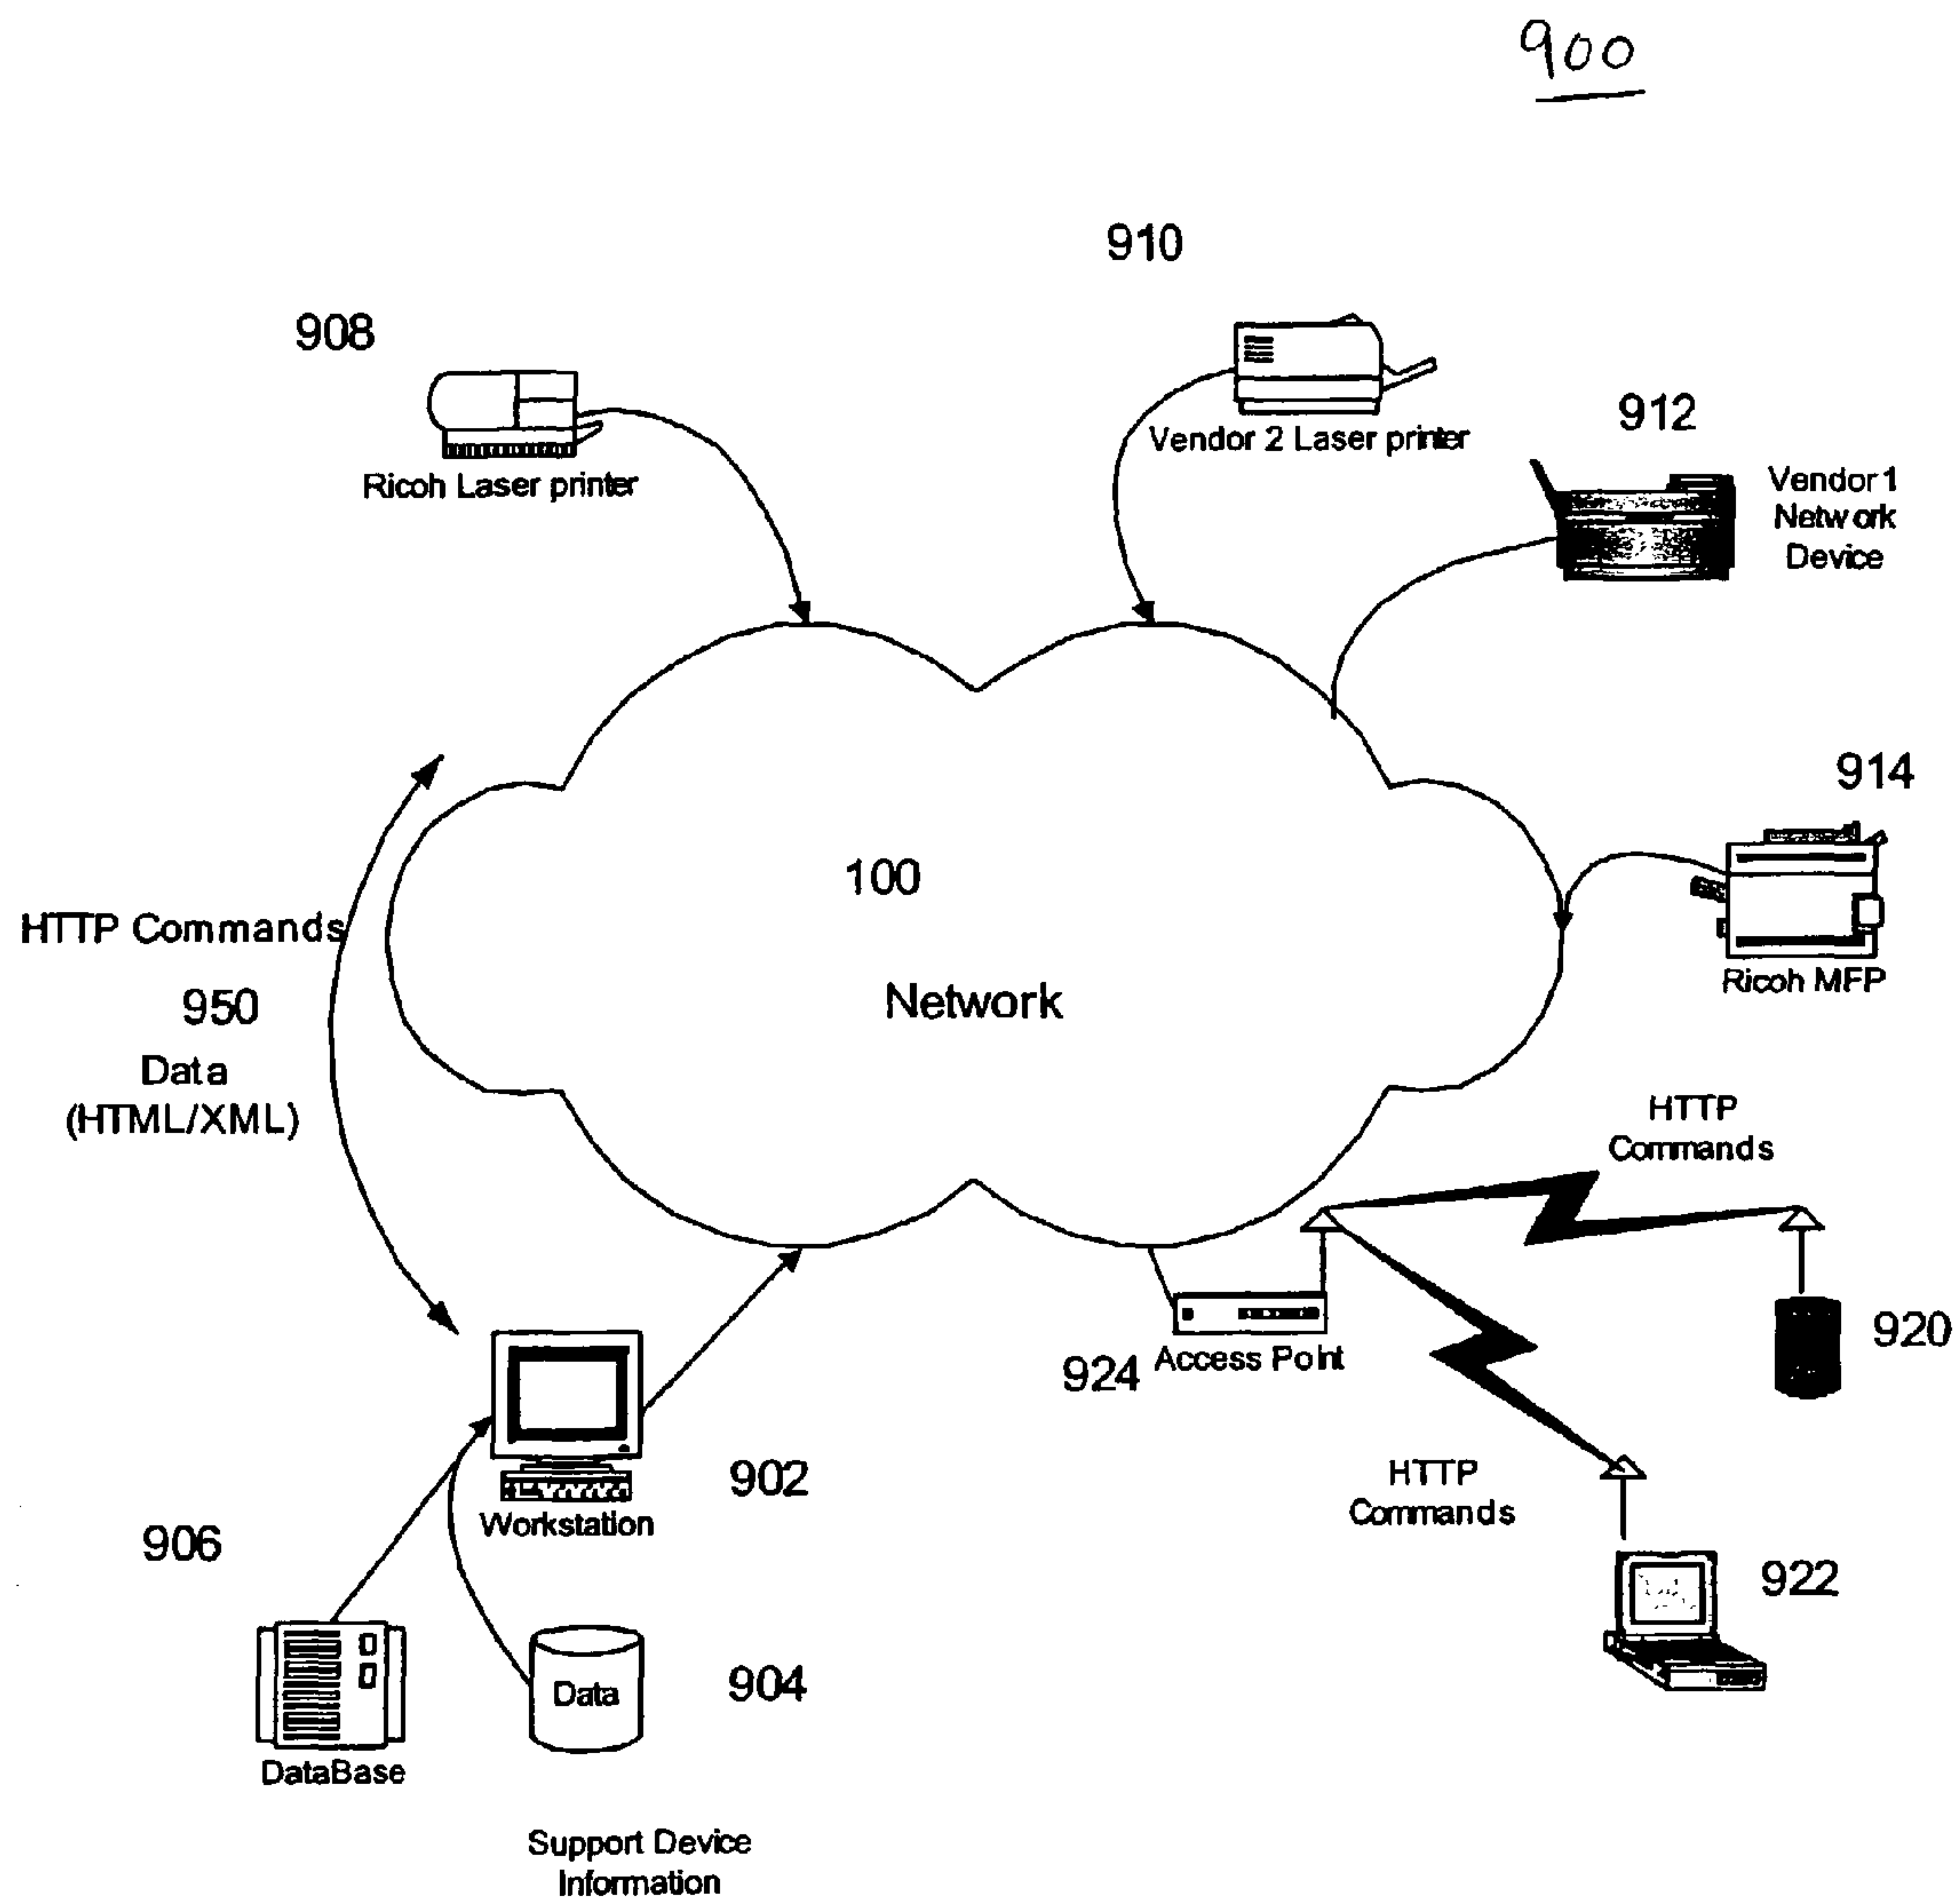 900
910
908
912
Vendor 2 Laser printer
Ricoh Laser printer
Vendor 1
Network
Device
914
100
HTTP Commands
Ricoh MFP
950
Network
Data
(HTML/XML)
HTTP
Commands
920
924
Access Point
902
HTTP
Commands
Workstation
906
922
904
Data
DataBase
Support Device
Information